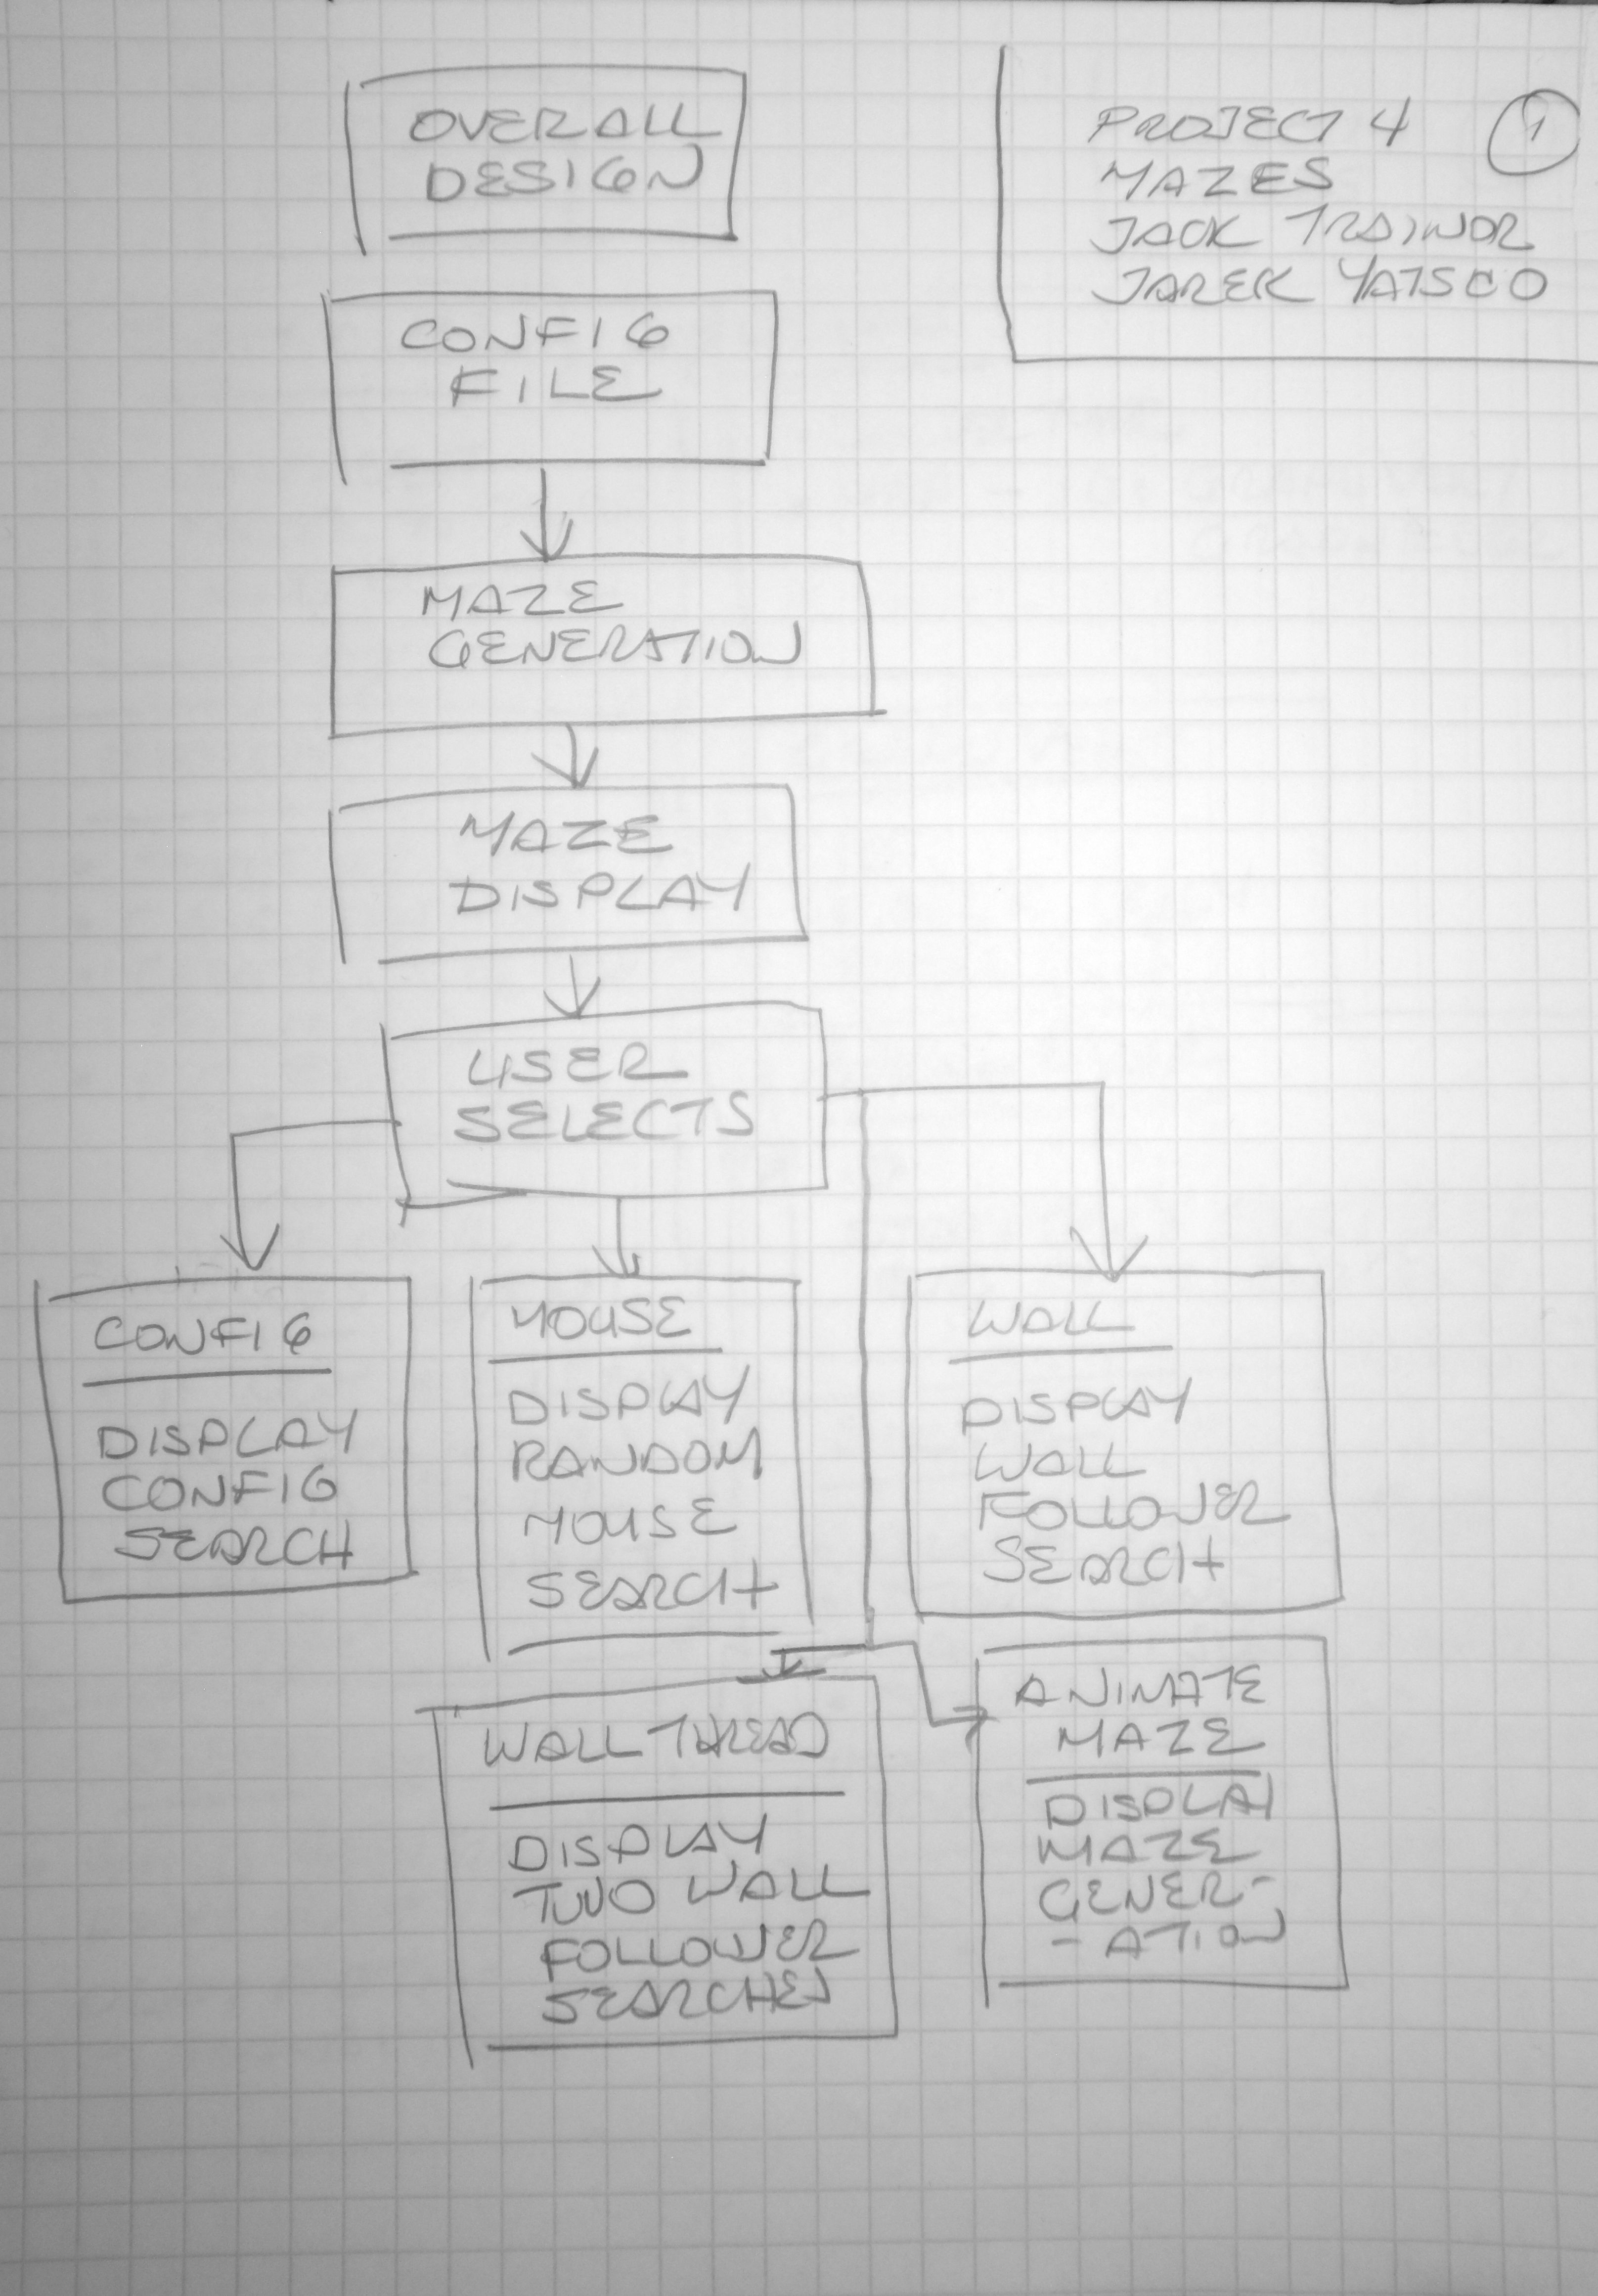 OVERALL
DESIGN
PROJECT 4
1
MAZES
JACK TRAINOR
JAREK YATSCO
CONFIG
FILE
MAZE
GENERATION
MAZE
DISPLAY
USER
SELECTS
CONFIG
DISPLAY
CONFIG
SEARCH
MOUSE
DISPLAY
RANDOM
MOUSE
SEARCH
WALL
DISPLAY
WALL
FOLLOWER
SEARCH
WALL THREAD
DISPLAY
TWO WALL
FOLLOWER
SEARCHES
ANIMATE
MAZE
DISPLAY
MAZE
GENER-
-ATION